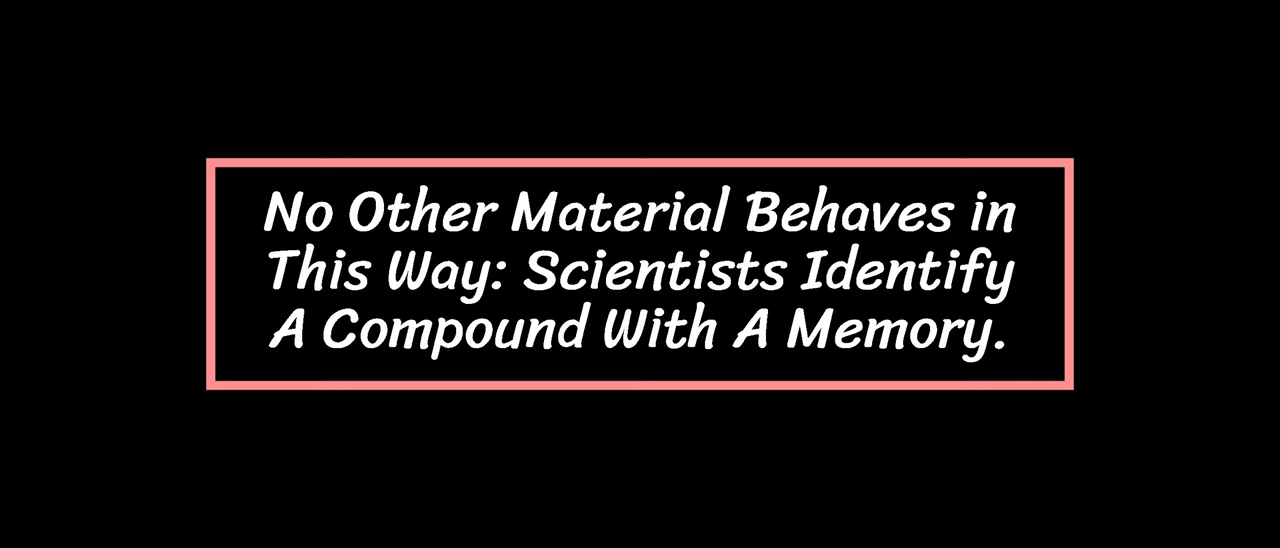 No Other Material Behaves in
This Way: Scientists Identify
A Compound With A Memory.